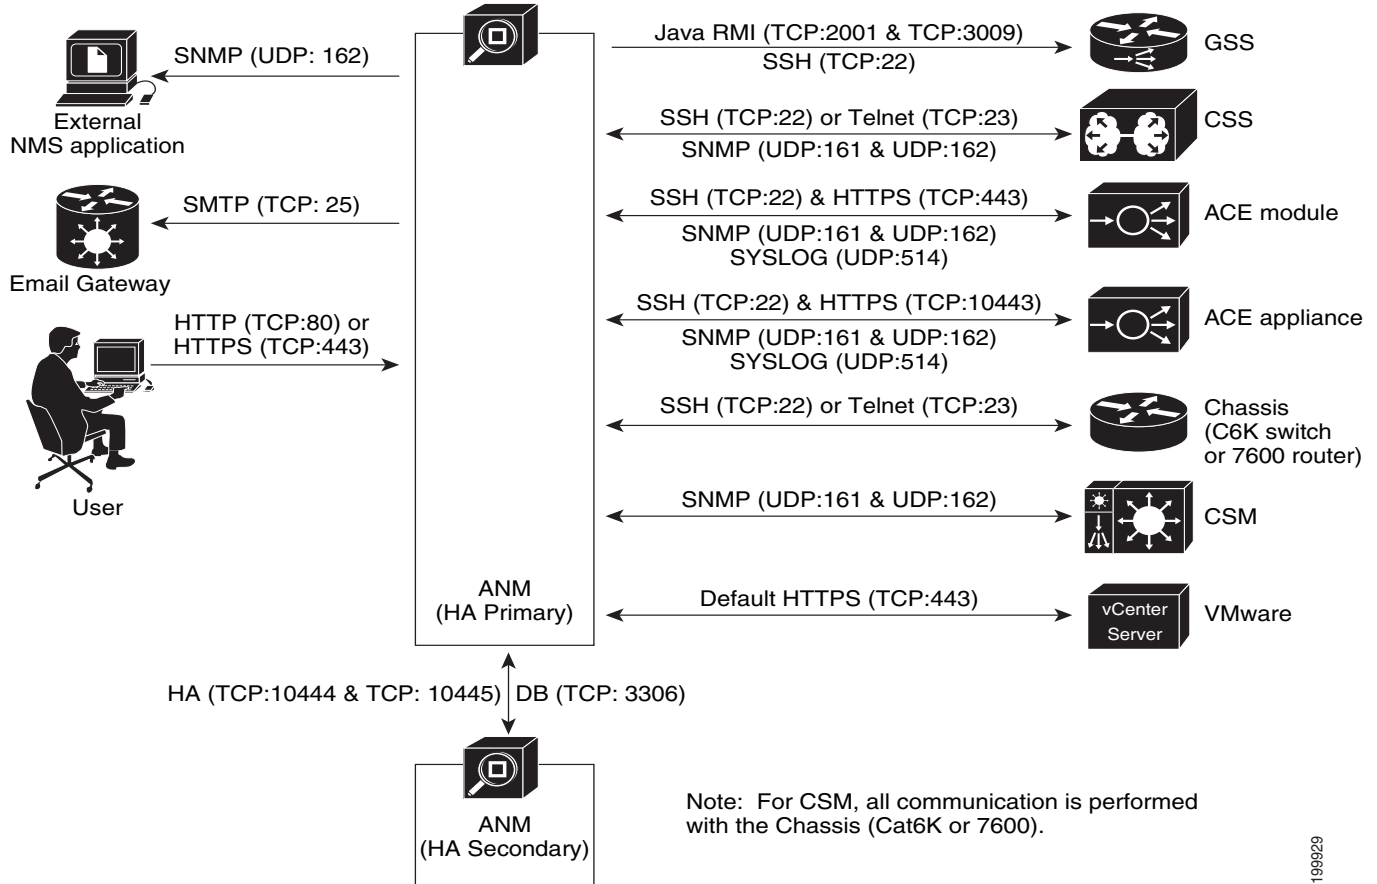 SNMP (UDP: 162)
External
NMS application
SMTP (TCP: 25)
Email Gateway
HTTP (TCP:80) or
HTTPS (TCP:443)
User
Java RMI (TCP:2001 & TCP:3009)
SSH (TCP:22)
GSS
SSH (TCP:22) or Telnet (TCP:23)
SNMP (UDP:161 & UDP:162)
CSS
SSH (TCP:22) & HTTPS (TCP:443)
SNMP (UDP:161 & UDP:162)
SYSLOG (UDP:514)
ACE module
SSH (TCP:22) & HTTPS (TCP:10443)
SNMP (UDP:161 & UDP:162)
SYSLOG (UDP:514)
ACE appliance
SSH (TCP:22) or Telnet (TCP:23)
Chassis
(C6K switch
or 7600 router)
SNMP (UDP:161 & UDP:162)
CSM
ANM
(HA Primary)
Default HTTPS (TCP:443)
vCenter
Server
VMware
HA (TCP:10444 & TCP: 10445)
DB (TCP: 3306)
ANM
(HA Secondary)
Note: For CSM, all communication is performed
with the Chassis (Cat6K or 7600).
199929